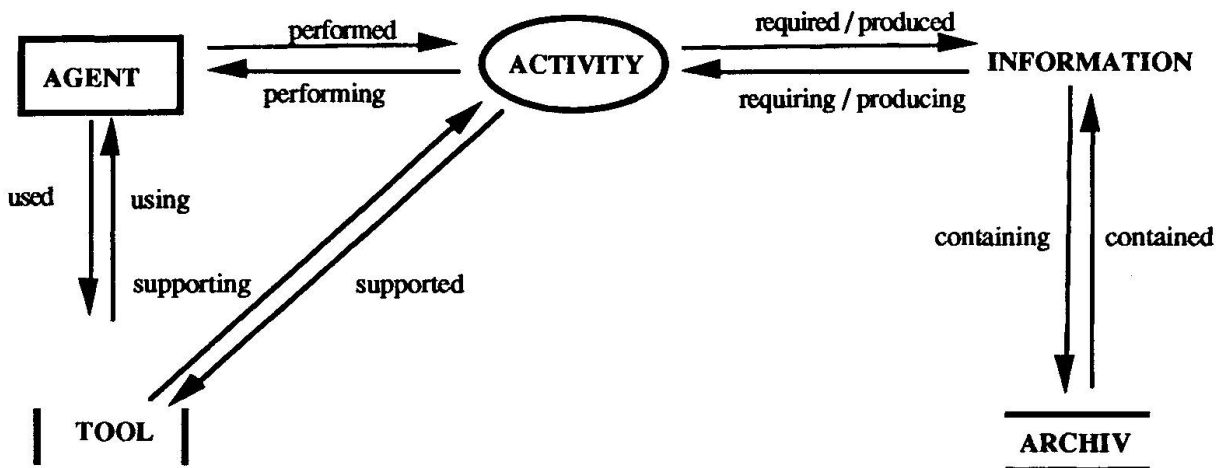 performed
required / produced
AGENT
ACTIVITY
INFORMATION
performing
requiring / producing
used
using
containing
contained
supporting
supported
TOOL
ARCHIV